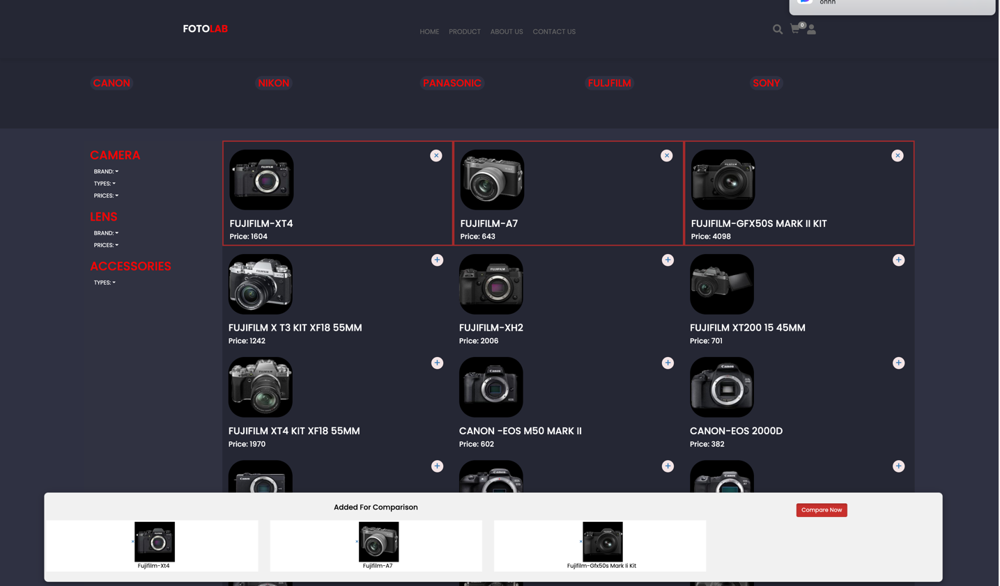 ohhh
FOTOLAB
HOME PRODUCT ABOUT US CONTACT US
0
CANON NIKON PANASONIC FULJFILM SONY
CAMERA
BRAND:
TYPES:
PRICES:
LENS
BRAND:
PRICES:
ACCESSORIES
TYPES:
FUJIFILM-XT4
Price: 1604
FUJIFILM-A7
Price: 643
FUJIFILM-GFX50S MARK II KIT
Price: 4098
FUJIFILM X T3 KIT XF18 55MM
Price: 1242
FUJIFILM-XH2
Price: 2006
FUJIFILM XT200 15 45MM
Price: 701
FUJIFILM XT4 KIT XF18 55MM
Price: 1970
CANON -EOS M50 MARK II
Price: 602
CANON-EOS 2000D
Price: 382
Added For Comparison
Compare Now
Fujifilm-Xt4
Fujifilm-A7
Fujifilm-Gfx50s Mark Ii Kit